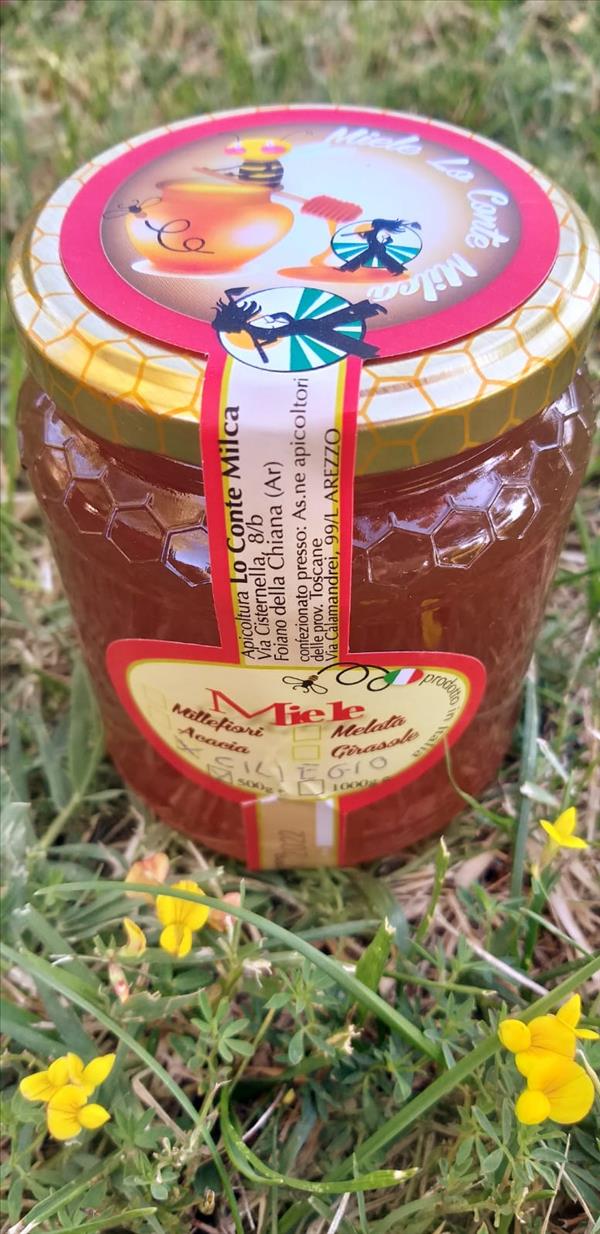 Miele Lo Conte Milca
Apicoltura Lo Conte Milca
Via Cisternella, 8/b
Foiano della Chiana (Ar)
confezionato presso: As.ne apicoltori
delle prov. Toscane
Via Calamandrei, 99/L AREZZO
Miele
prodotto in Italia
Millefiori
Melata
Acacia
Girasole
X CILIEGIO
500g
1000g
2022